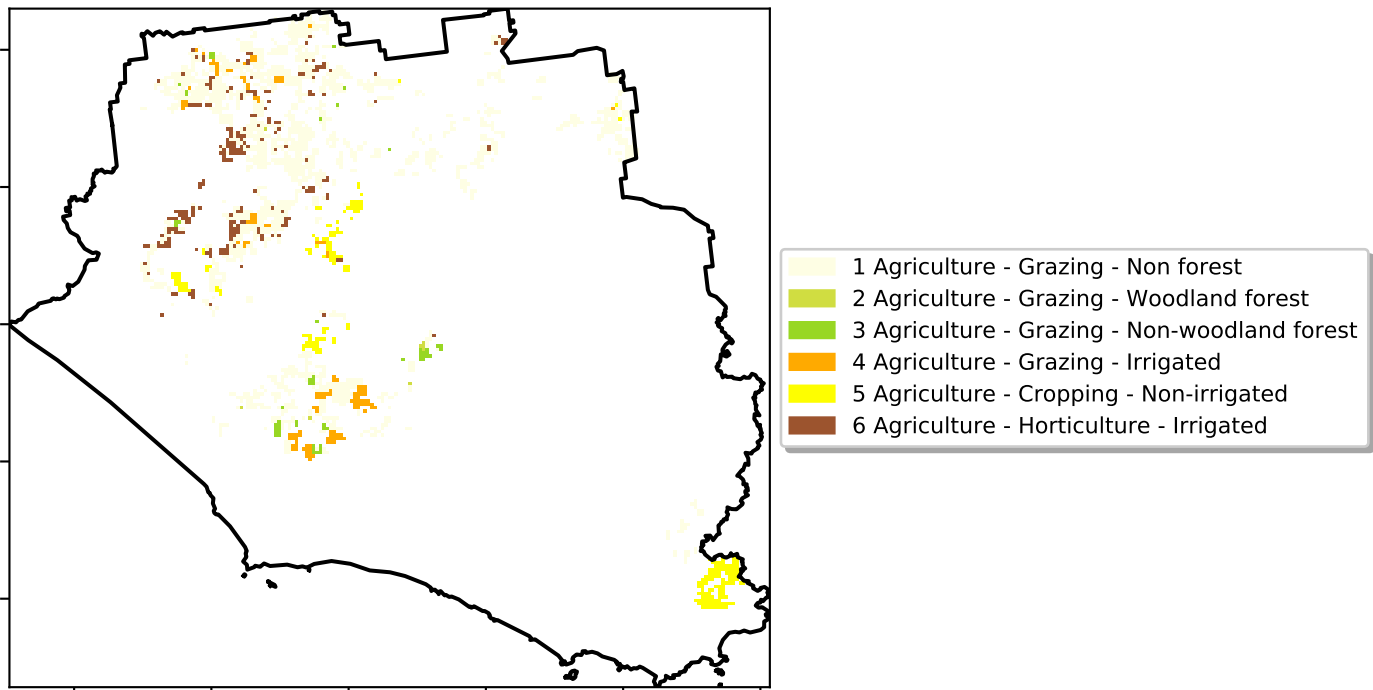 1 Agriculture - Grazing - Non forest
2 Agriculture - Grazing - Woodland forest
3 Agriculture - Grazing - Non-woodland forest
4 Agriculture - Grazing - Irrigated
5 Agriculture - Cropping - Non-irrigated
6 Agriculture - Horticulture - Irrigated